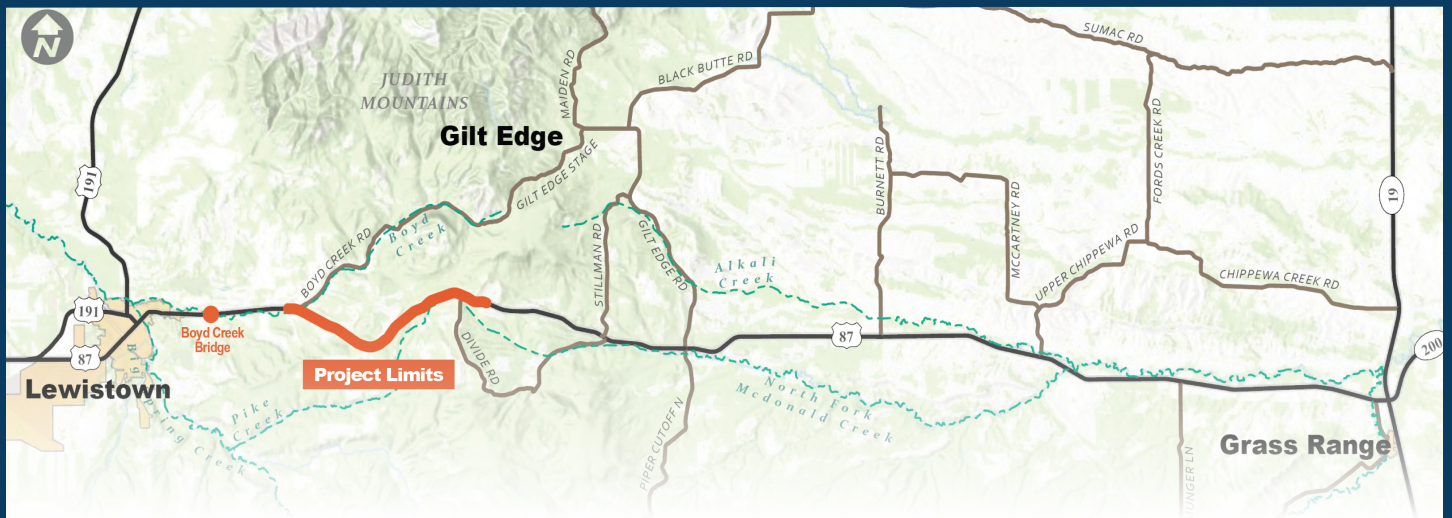 N
JUDITH
MOUNTAINS
MAIDEN RD
BLACK BUTTE RD
SUMAC RD
Gilt Edge
GILT EDGE STAGE
FORDS CREEK RD
BURNETT RD
191
19
MCCARTNEY RD
BOYD CREEK RD
Boyd
Creek
STILLMAN RD
GILT EDGE RD
Alkali
Creek
UPPER CHIPPEWA RD
CHIPPEWA CREEK RD
191
87
Boyd Creek
Bridge
87
200
Project Limits
DIVIDE RD
Lewistown
Pike
Creek
North Fork
Mcdonald Creek
PIPER CUTOFF N
Grass Range